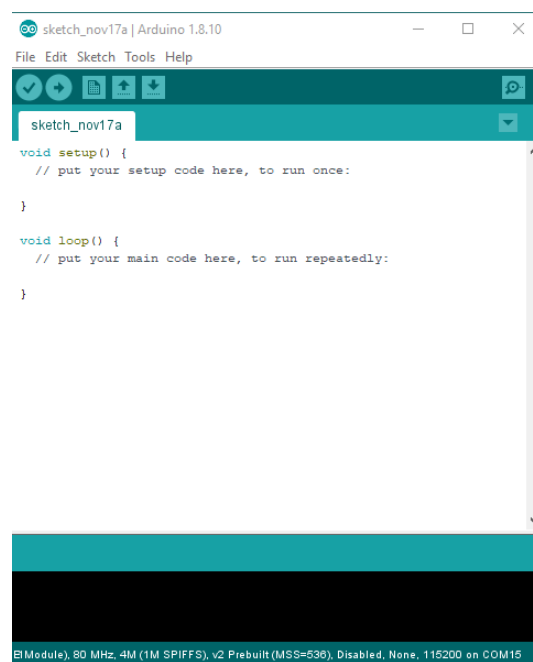 sketch_nov17a | Arduino 1.8.10
File Edit Sketch Tools Help
sketch_nov17a
void setup() {
  // put your setup code here, to run once:
}
void loop() {
  // put your main code here, to run repeatedly:
}
Module), 80 MHz, 4M (1M SPIFFS), v2 Prebuilt (MSS=536), Disabled, None, 115200 on COM15